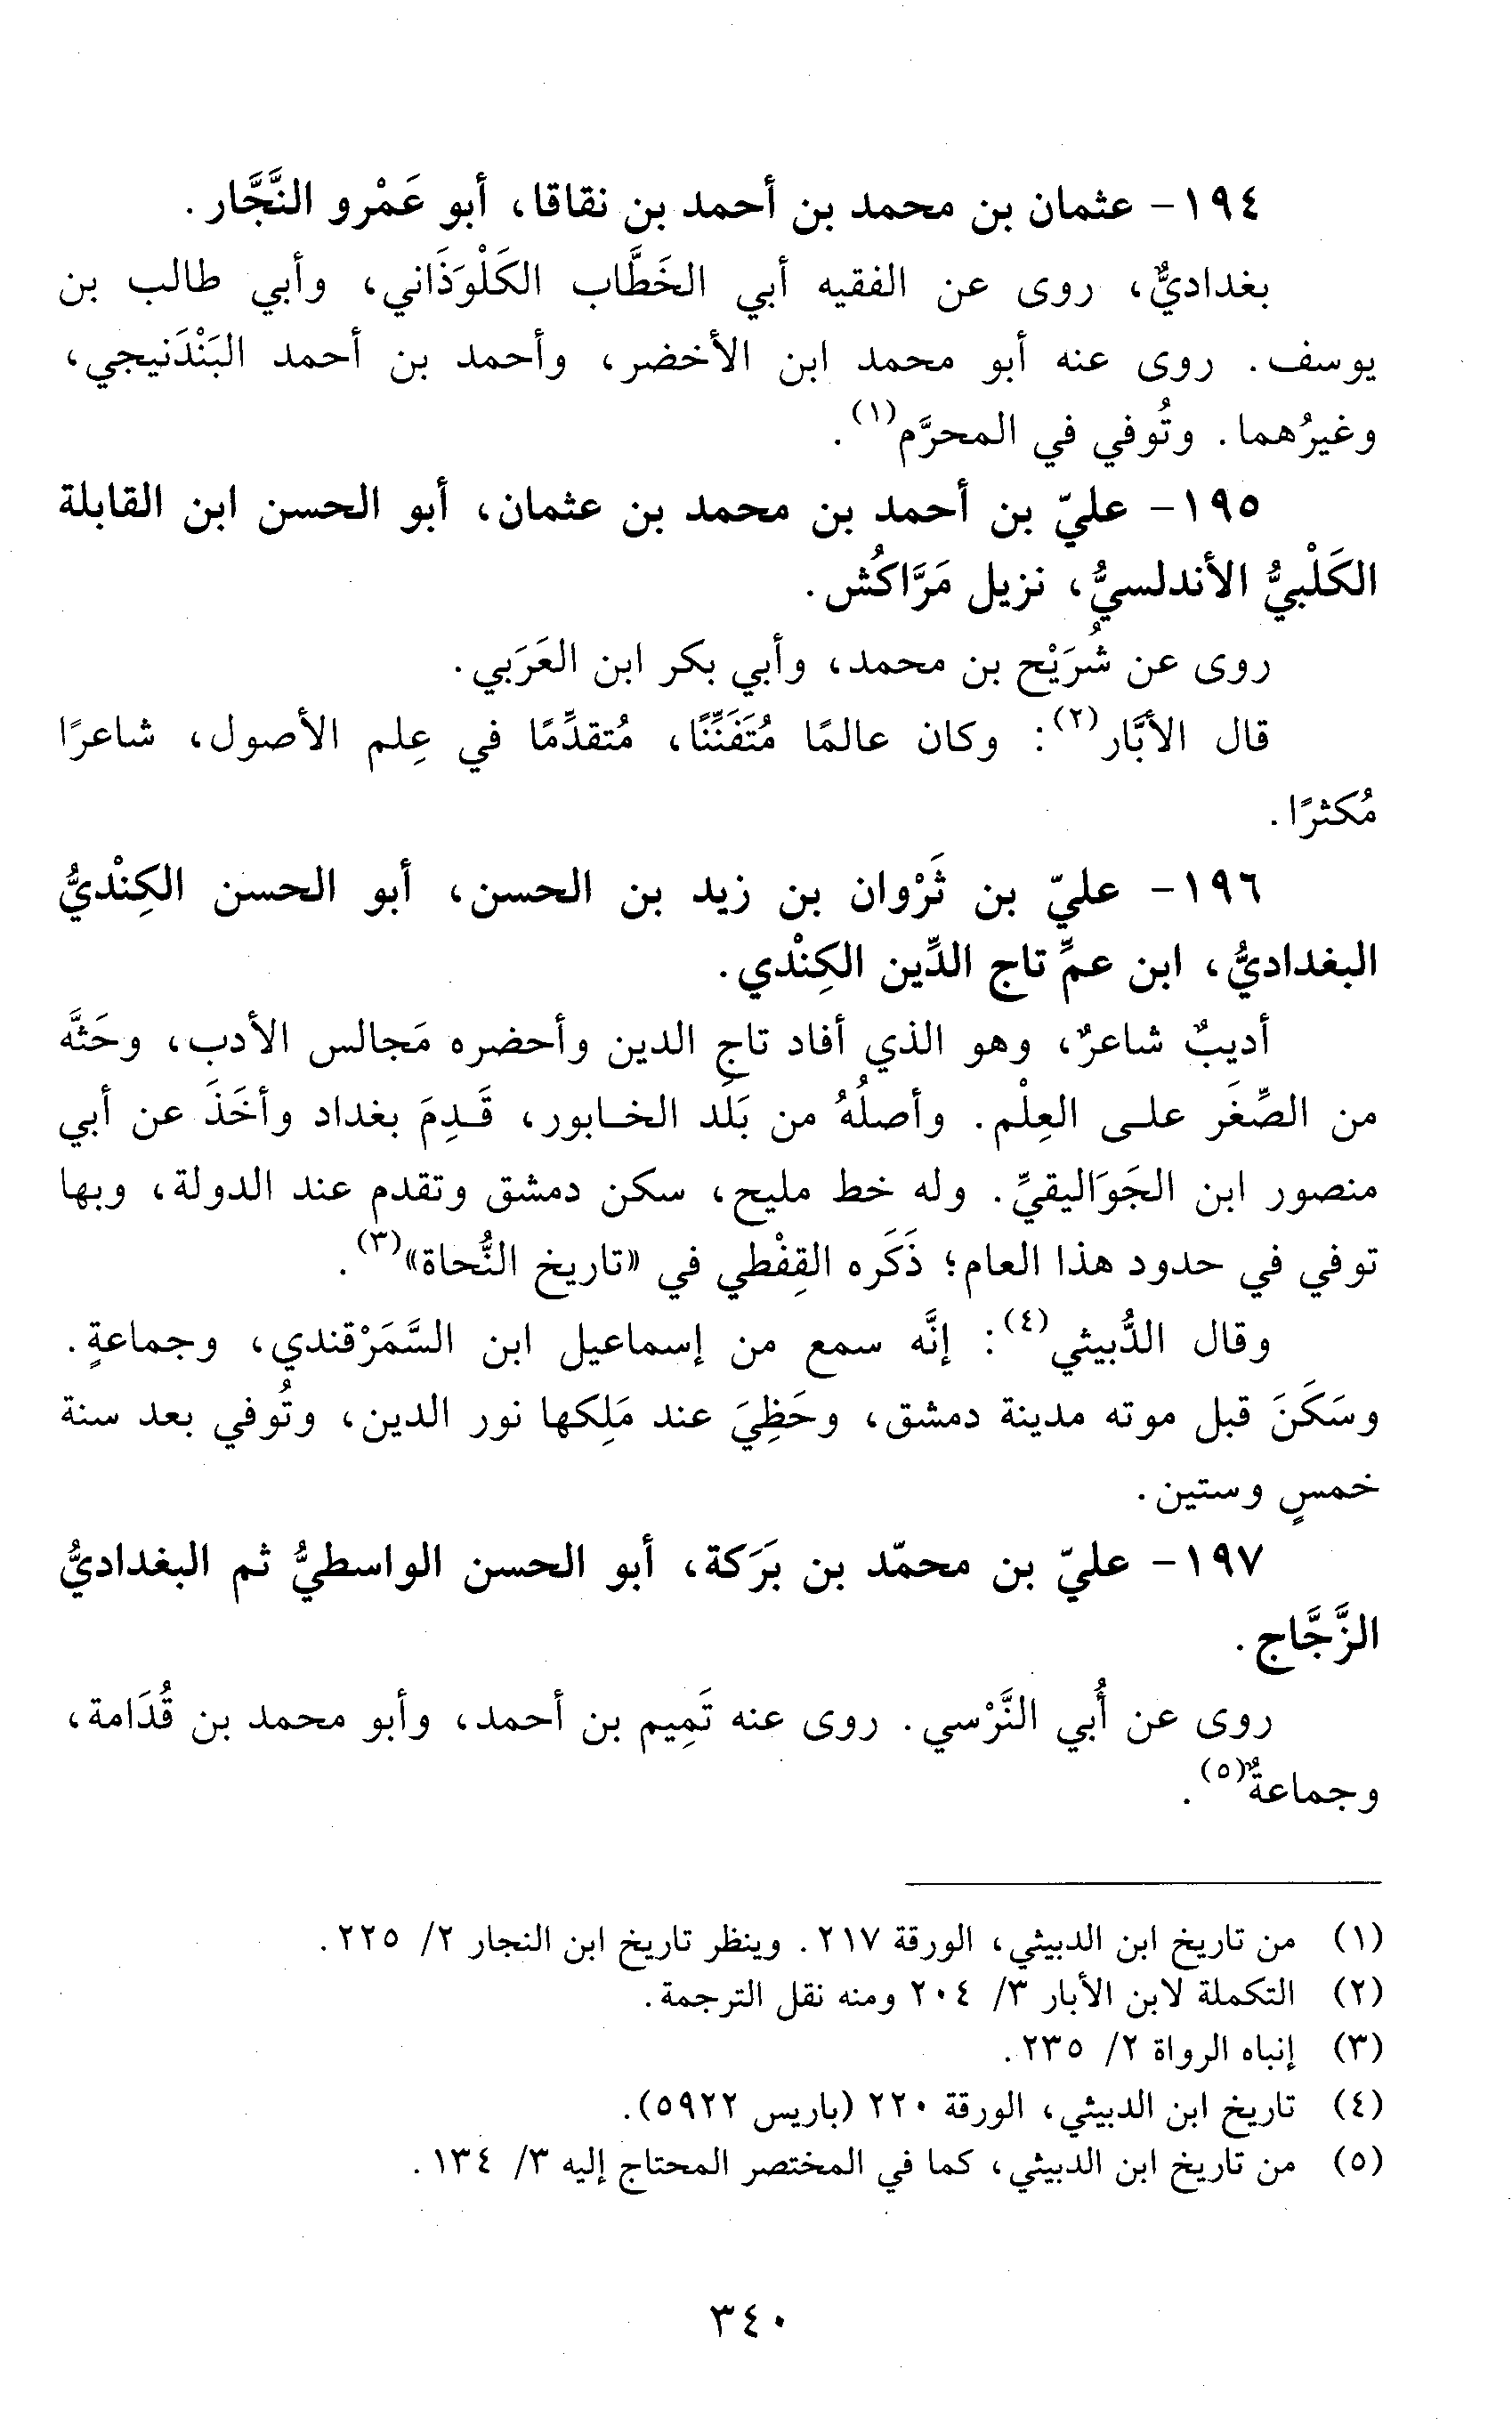 ١٩٤- عثمان بن محمد بن أحمد بن نقاقا، أبو عَمْرو النَّجَّار.
بغداديٌّ، روى عن الفقيه أبي الخَطَّاب الكَلْوَذَاني، وأبي طالب بن
يوسف. روى عنه أبو محمد ابن الأخضر، وأحمد بن أحمد البَنْدَنيجي،
وغيرُهما. وتُوفي في المحرَّم(١).
١٩٥- عليّ بن أحمد بن محمد بن عثمان، أبو الحسن ابن القابلة
الكَلْبيُّ الأندلسيُّ، نزيل مَرَّاكُش.
روى عن شُرَيْح بن محمد، وأبي بكر ابن العَرَبي.
قال الأبَّار(٢): وكان عالمًا مُتَفَنِّنًا، مُتقدِّمًا في عِلم الأصول، شاعرًا
مُكثرًا.
١٩٦- عليّ بن ثَرْوان بن زيد بن الحسن، أبو الحسن الكِنْديُّ
البغداديُّ، ابن عمِّ تاج الدِّين الكِنْدي.
أديبٌ شاعرٌ، وهو الذي أفاد تاج الدين وأحضره مَجالس الأدب، وحَثَّه
من الصِّغَر على العِلْم. وأصلُهُ من بَلَد الخابور، قَدِمَ بغداد وأخَذَ عن أبي
منصور ابن الجَوَاليقيِّ. وله خط مليح، سكن دمشق وتقدم عند الدولة، وبها
توفي في حدود هذا العام؛ ذَكَره القِفْطي في «تاريخ النُّحاة»(٣).
وقال الدُّبيثي(٤): إنَّه سمع من إسماعيل ابن السَّمَرْقندي، وجماعةٍ.
وسَكَنَ قبل موته مدينة دمشق، وحَظِيَ عند مَلِكها نور الدين، وتُوفي بعد سنة
خمسٍ وستين.
١٩٧- عليّ بن محمّد بن بَرَكة، أبو الحسن الواسطيُّ ثم البغداديُّ
الزَّجَّاج.
روى عن أُبي النَّرْسي. روى عنه تَمِيم بن أحمد، وأبو محمد بن قُدَامة،
وجماعةٌ(٥).
(١) من تاريخ ابن الدبيثي، الورقة ٢١٧. وينظر تاريخ ابن النجار ٢/ ٢٢٥.
(٢) التكملة لابن الأبار ٣/ ٢٠٤ ومنه نقل الترجمة.
(٣) إنباه الرواة ٢/ ٢٣٥.
(٤) تاريخ ابن الدبيثي، الورقة ٢٢٠ (باريس ٥٩٢٢).
(٥) من تاريخ ابن الدبيثي، كما في المختصر المحتاج إليه ٣/ ١٣٤.
٣٤٠